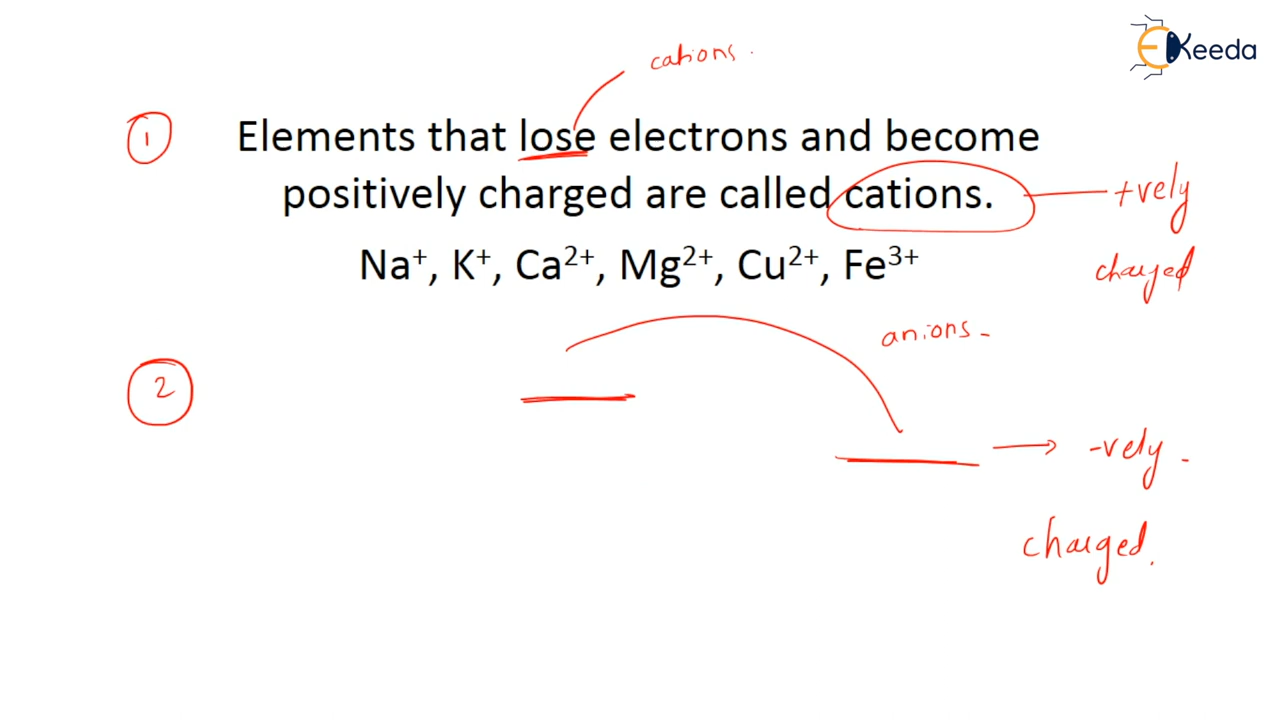 EKeeda
cations.
1
Elements that lose electrons and become
positively charged are called cations.
+vely
charged
Na⁺, K⁺, Ca²⁺, Mg²⁺, Cu²⁺, Fe³⁺
anions-
2
-vely-
charged.